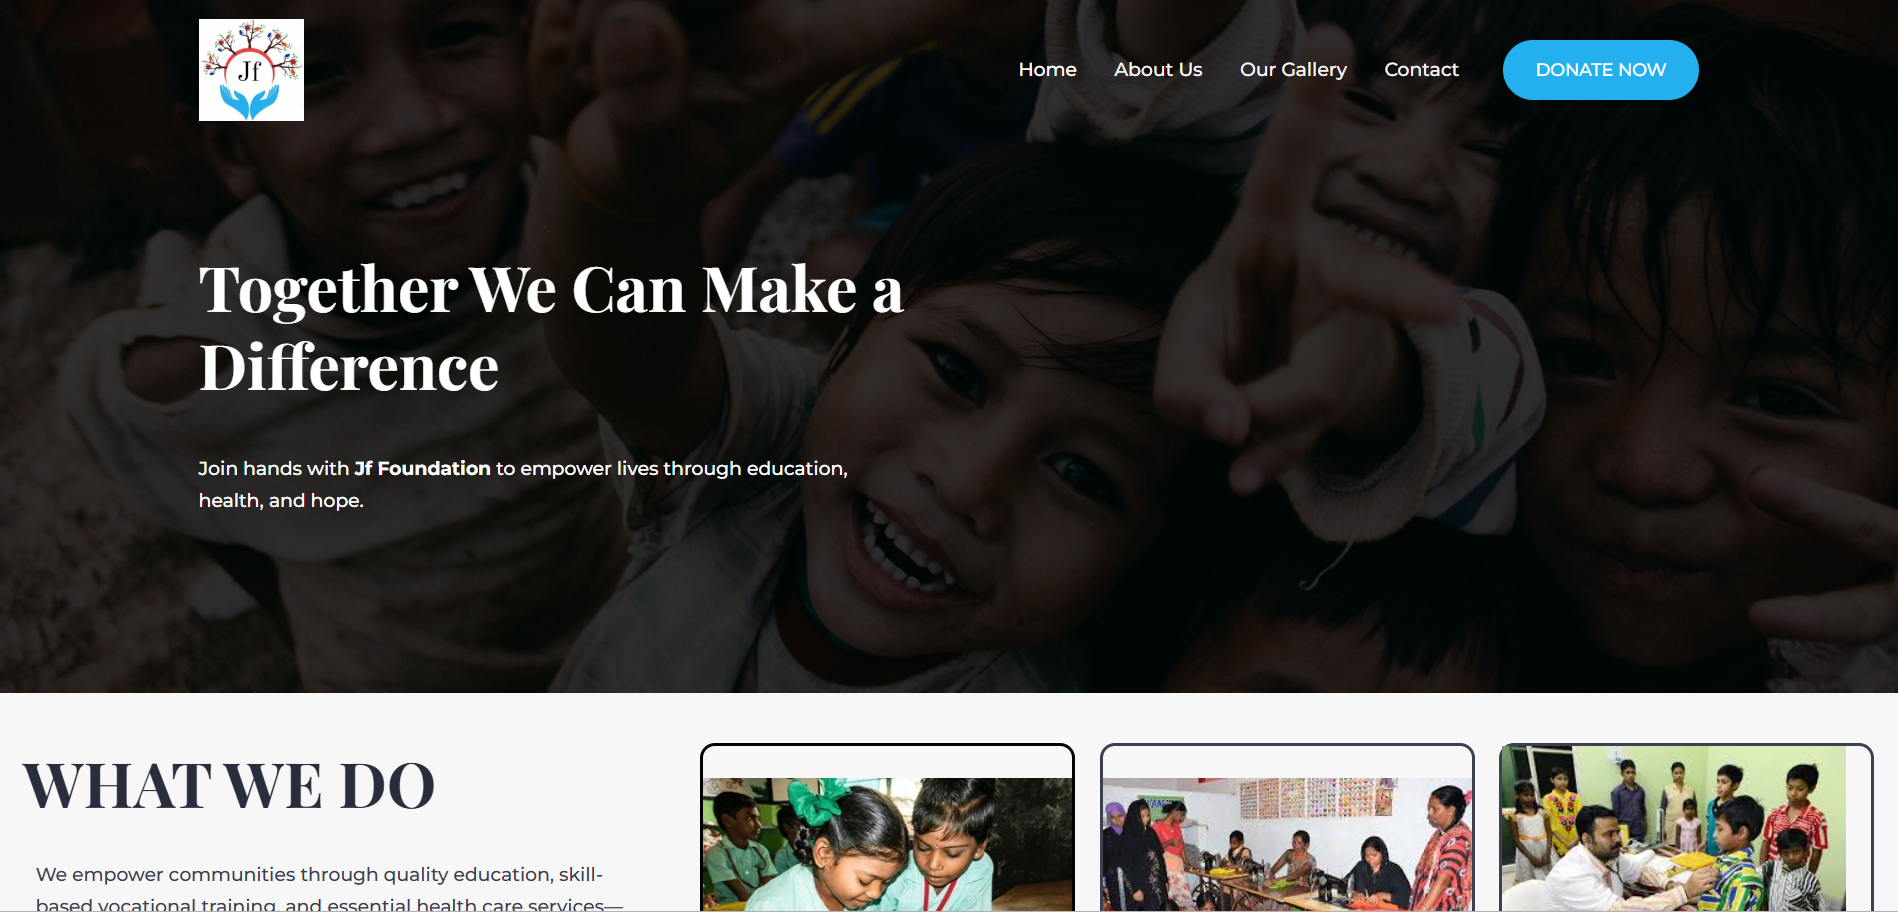 Jf
Home About Us Our Gallery Contact DONATE NOW
Together We Can Make a
Difference
Join hands with Jf Foundation to empower lives through education,
health, and hope.
WHAT WE DO
We empower communities through quality education, skill-
based vocational training, and essential health care services—